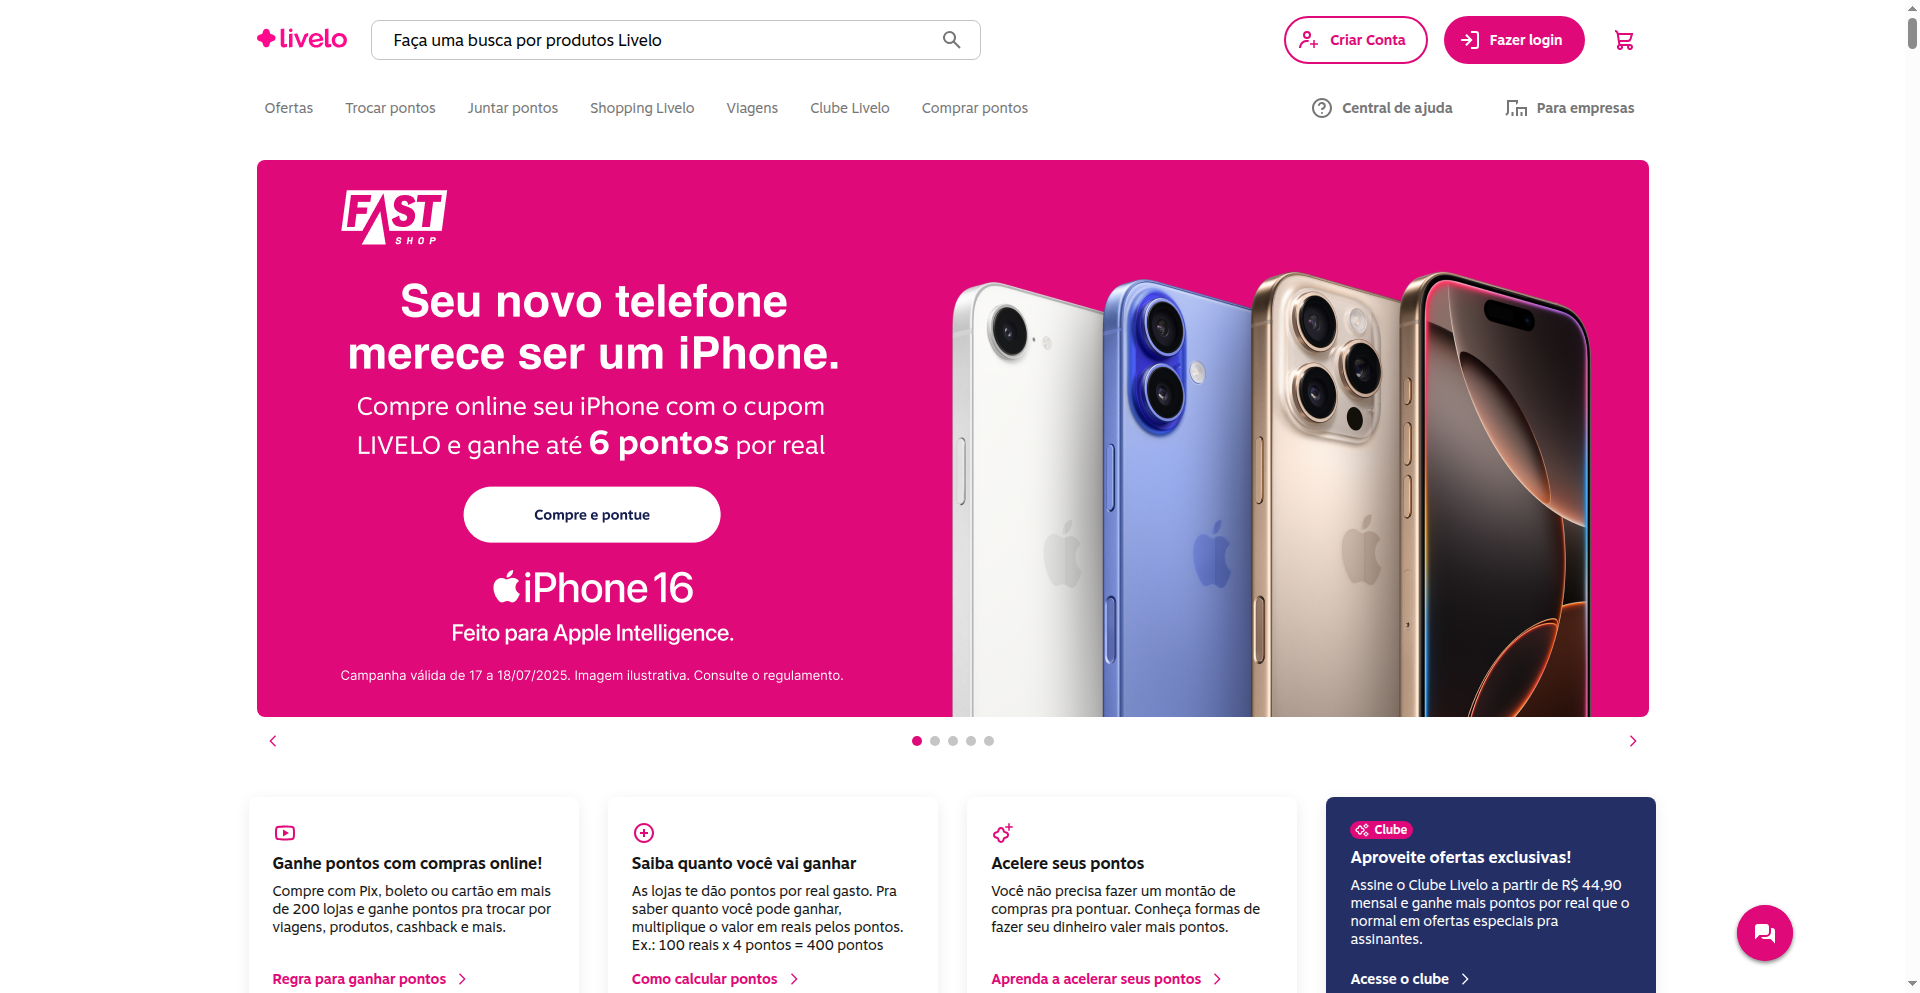 livelo
Faça uma busca por produtos Livelo
Criar Conta
Fazer login
Ofertas
Trocar pontos
Juntar pontos
Shopping Livelo
Viagens
Clube Livelo
Comprar pontos
Central de ajuda
Para empresas
FAST
SHOP
Seu novo telefone
merece ser um iPhone.
Compre online seu iPhone com o cupom
LIVELO e ganhe até 6 pontos por real
Compre e pontue
iPhone 16
Feito para Apple Intelligence.
Campanha válida de 17 a 18/07/2025. Imagem ilustrativa. Consulte o regulamento.
Ganhe pontos com compras online!
Compre com Pix, boleto ou cartão em mais
de 200 lojas e ganhe pontos pra trocar por
viagens, produtos, cashback e mais.
Regra para ganhar pontos
Saiba quanto você vai ganhar
As lojas te dão pontos por real gasto. Pra
saber quanto você pode ganhar,
multiplique o valor em reais pelos pontos.
Ex.: 100 reais x 4 pontos = 400 pontos
Como calcular pontos
Acelere seus pontos
Você não precisa fazer um montão de
compras pra pontuar. Conheça formas de
fazer seu dinheiro valer mais pontos.
Aprenda a acelerar seus pontos
Clube
Aproveite ofertas exclusivas!
Assine o Clube Livelo a partir de R$ 44,90
mensal e ganhe mais pontos por real que o
normal em ofertas especiais pra
assinantes.
Acesse o clube